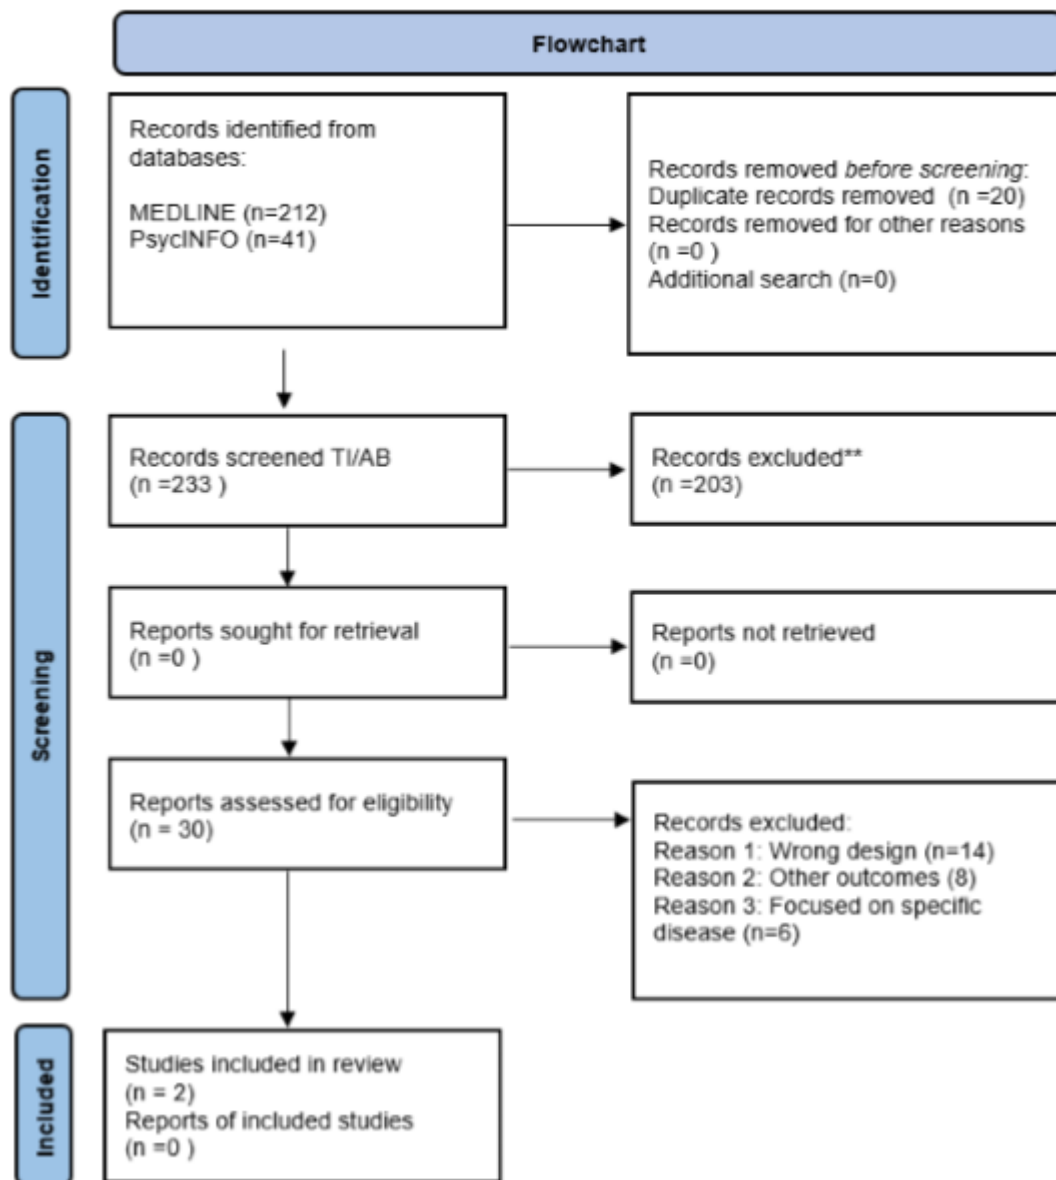 Flowchart
Identification
Records identified from
databases:
MEDLINE (n=212)
PsycINFO (n=41)
Records removed before screening:
Duplicate records removed  (n =20)
Records removed for other reasons
(n =0 )
Additional search (n=0)
Screening
Records screened TI/AB
(n =233 )
Records excluded**
(n =203)
Reports sought for retrieval
(n =0 )
Reports not retrieved
(n =0)
Reports assessed for eligibility
(n = 30)
Records excluded:
Reason 1: Wrong design (n=14)
Reason 2: Other outcomes (8)
Reason 3: Focused on specific
disease (n=6)
Included
Studies included in review
(n = 2)
Reports of included studies
(n =0 )